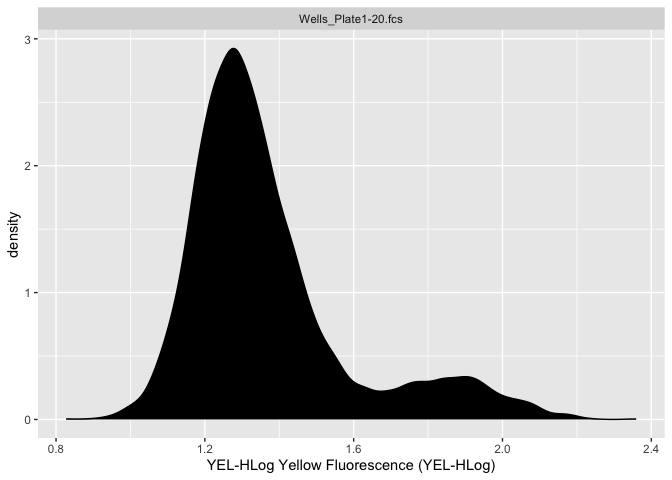 Wells_Plate1-20.fcs
3
2
1
0
density
0.8 1.2 1.6 2.0 2.4
YEL-HLog Yellow Fluorescence (YEL-HLog)